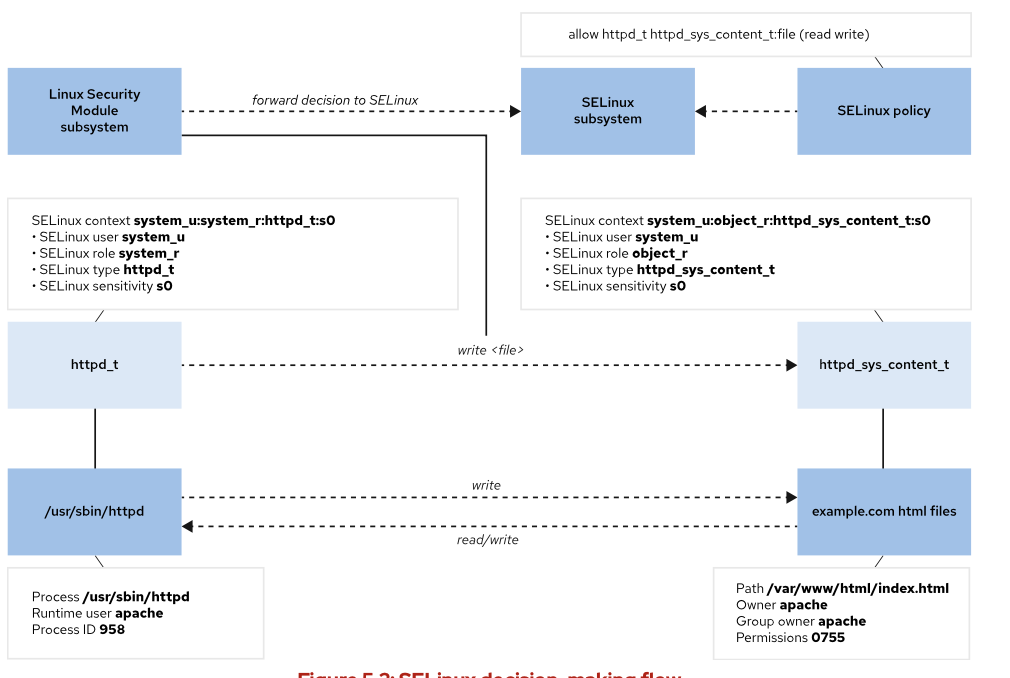 allow httpd_t httpd_sys_content_t:file (read write)
Linux Security
Module
subsystem
forward decision to SELinux
SELinux
subsystem
SELinux policy
SELinux context system_u:system_r:httpd_t:s0
• SELinux user system_u
• SELinux role system_r
• SELinux type httpd_t
• SELinux sensitivity s0
SELinux context system_u:object_r:httpd_sys_content_t:s0
• SELinux user system_u
• SELinux role object_r
• SELinux type httpd_sys_content_t
• SELinux sensitivity s0
httpd_t
write <file>
httpd_sys_content_t
/usr/sbin/httpd
write
read/write
example.com html files
Process /usr/sbin/httpd
Runtime user apache
Process ID 958
Path /var/www/html/index.html
Owner apache
Group owner apache
Permissions 0755
SELinux decision-making flow